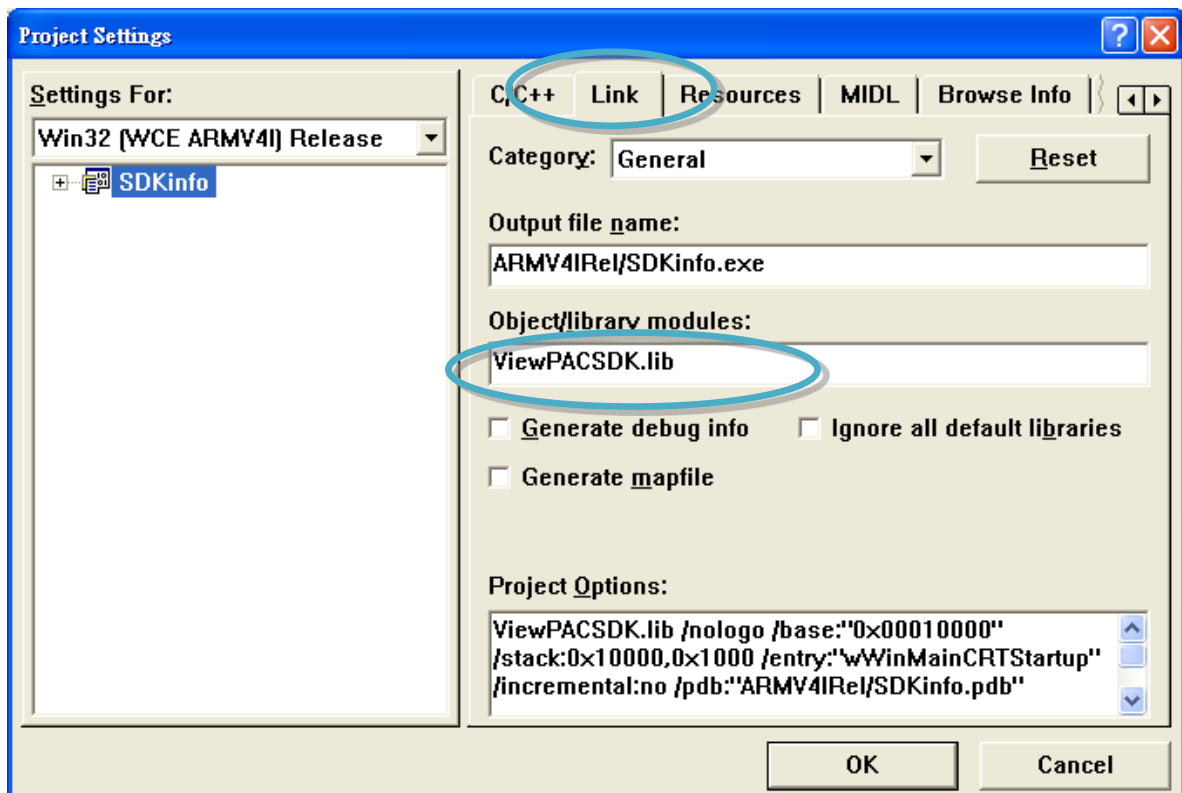 Project Settings
Settings For:
Win32 (WCE ARMV4I) Release
SDKinfo
C/C++ Link Resources MIDL Browse Info
Category: General Reset
Output file name:
ARMV4IRel/SDKinfo.exe
Object/library modules:
ViewPACSDK.lib
Generate debug info Ignore all default libraries
Generate mapfile
Project Options:
ViewPACSDK.lib /nologo /base:"0x00010000"
/stack:0x10000,0x1000 /entry:"wWinMainCRTStartup"
/incremental:no /pdb:"ARMV4IRel/SDKinfo.pdb"
OK Cancel